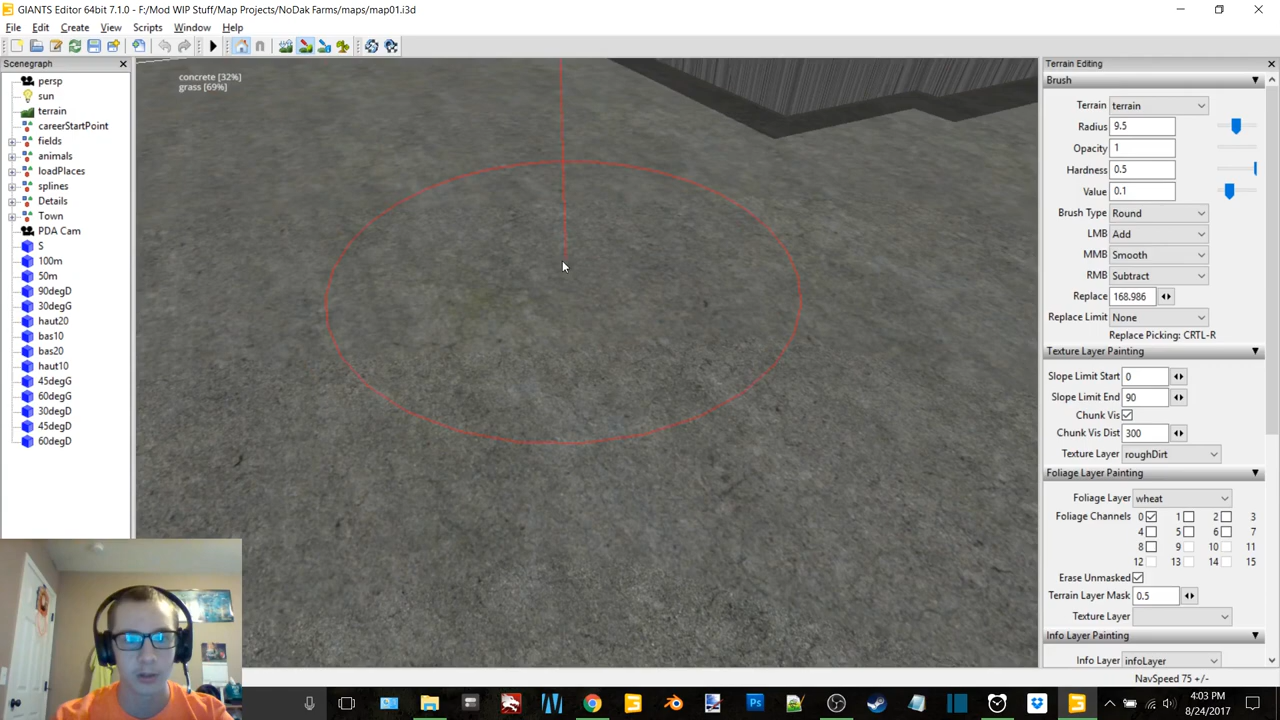 GIANTS Editor 64bit 7.1.0 - F:/Mod WIP Stuff/Map Projects/NoDak Farms/maps/map01.i3d
File Edit Create View Scripts Window Help
Scenegraph
persp
sun
terrain
careerStartPoint
fields
animals
loadPlaces
splines
Details
Town
PDA Cam
S
100m
50m
90degD
30degG
haut20
bas10
bas20
haut10
45degG
60degG
30degD
45degD
60degD
concrete [32%]
grass [69%]
Terrain Editing
Brush
Terrain terrain
Radius 9.5
Opacity 1
Hardness 0.5
Value 0.1
Brush Type Round
LMB Add
MMB Smooth
RMB Subtract
Replace 168.986
Replace Limit None
Replace Picking: CRTL-R
Texture Layer Painting
Slope Limit Start 0
Slope Limit End 90
Chunk Vis
Chunk Vis Dist 300
Texture Layer roughDirt
Foliage Layer Painting
Foliage Layer wheat
Foliage Channels 0 1 2 3
4 5 6 7
8 9 10 11
12 13 14 15
Erase Unmasked
Terrain Layer Mask 0.5
Texture Layer
Info Layer Painting
Info Layer infoLayer
NavSpeed 75 +/-
4:03 PM
8/24/2017